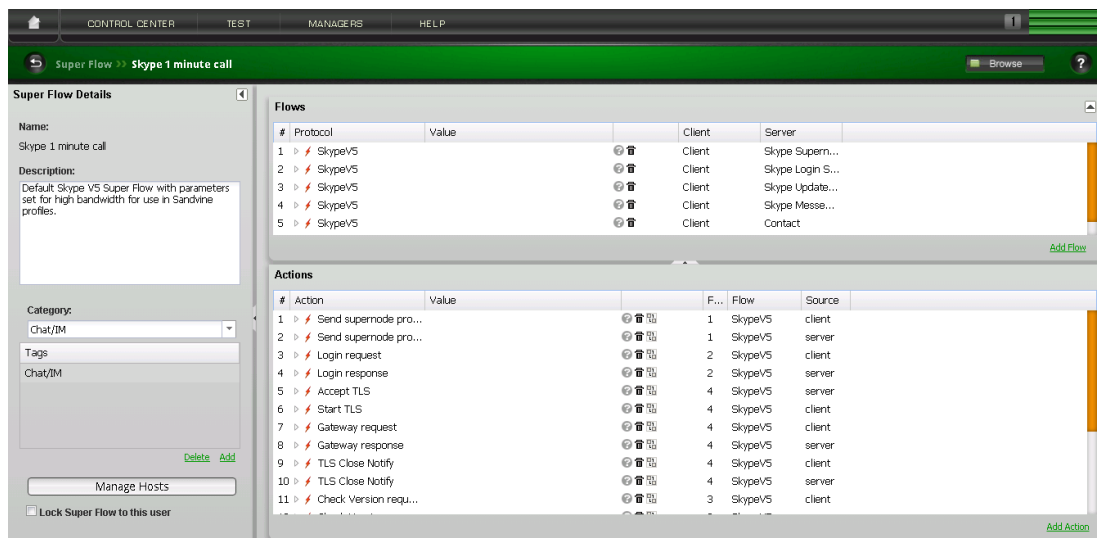 CONTROL CENTER TEST MANAGERS HELP 1
Super Flow >> Skype 1 minute call Browse ?
Super Flow Details
Name:
Skype 1 minute call
Description:
Default Skype V5 Super Flow with parameters
set for high bandwidth for use in Sandvine
profiles.
Category:
Chat/IM
Tags
Chat/IM
Delete Add
Manage Hosts
Lock Super Flow to this user
Flows
# Protocol Value Client Server
1 SkypeV5 Client Skype Supern...
2 SkypeV5 Client Skype Login S...
3 SkypeV5 Client Skype Update...
4 SkypeV5 Client Skype Messe...
5 SkypeV5 Client Contact
Add Flow
Actions
# Action Value F... Flow Source
1 Send supernode pro... 1 SkypeV5 client
2 Send supernode pro... 1 SkypeV5 server
3 Login request 2 SkypeV5 client
4 Login response 2 SkypeV5 server
5 Accept TLS 4 SkypeV5 server
6 Start TLS 4 SkypeV5 client
7 Gateway request 4 SkypeV5 client
8 Gateway response 4 SkypeV5 server
9 TLS Close Notify 4 SkypeV5 client
10 TLS Close Notify 4 SkypeV5 server
11 Check Version requ... 3 SkypeV5 client
Add Action